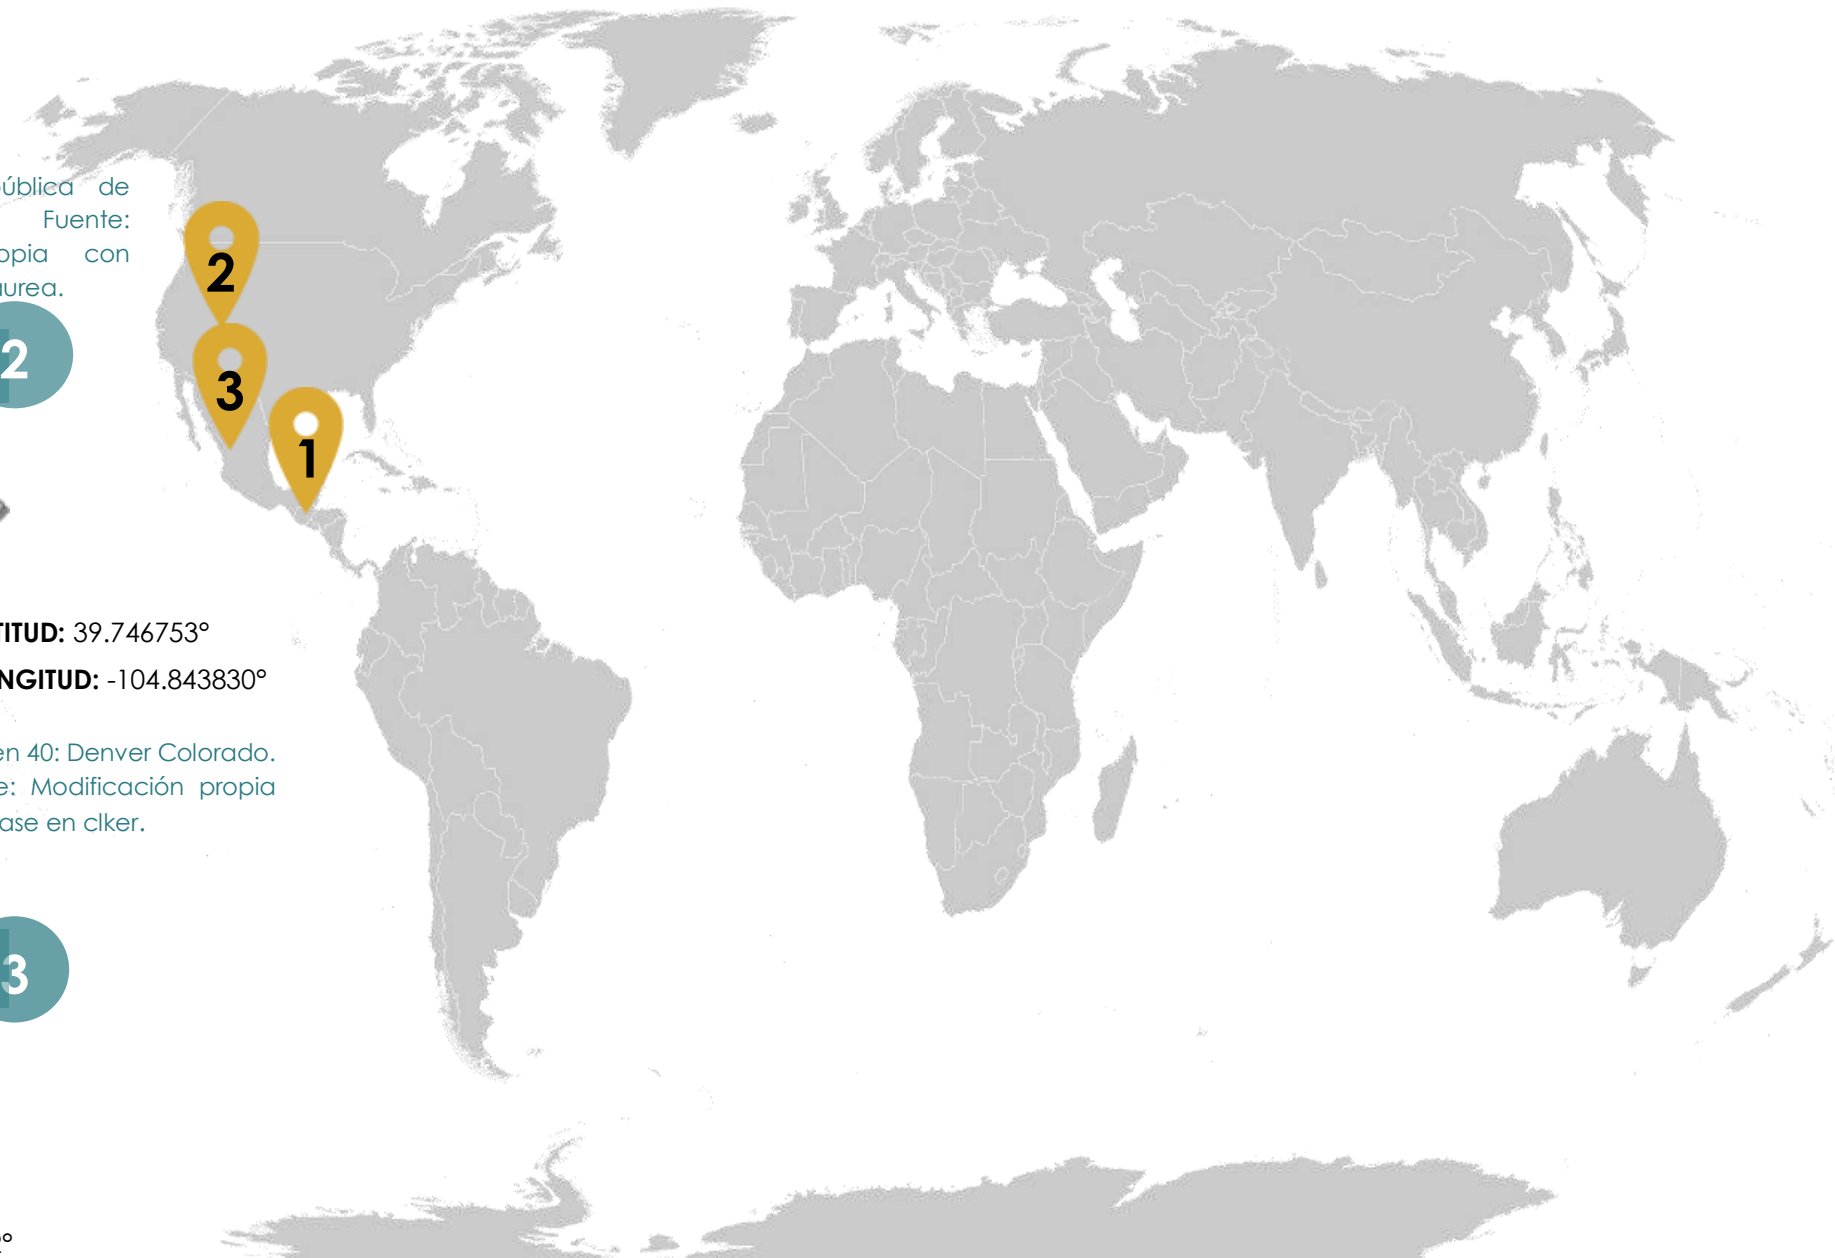 ública de
Fuente:
opia con
urea.
2
2
3
1
TITUD: 39.746753°
NGITUD: -104.843830°
en 40: Denver Colorado.
e: Modificación propia
ase en clker.
3